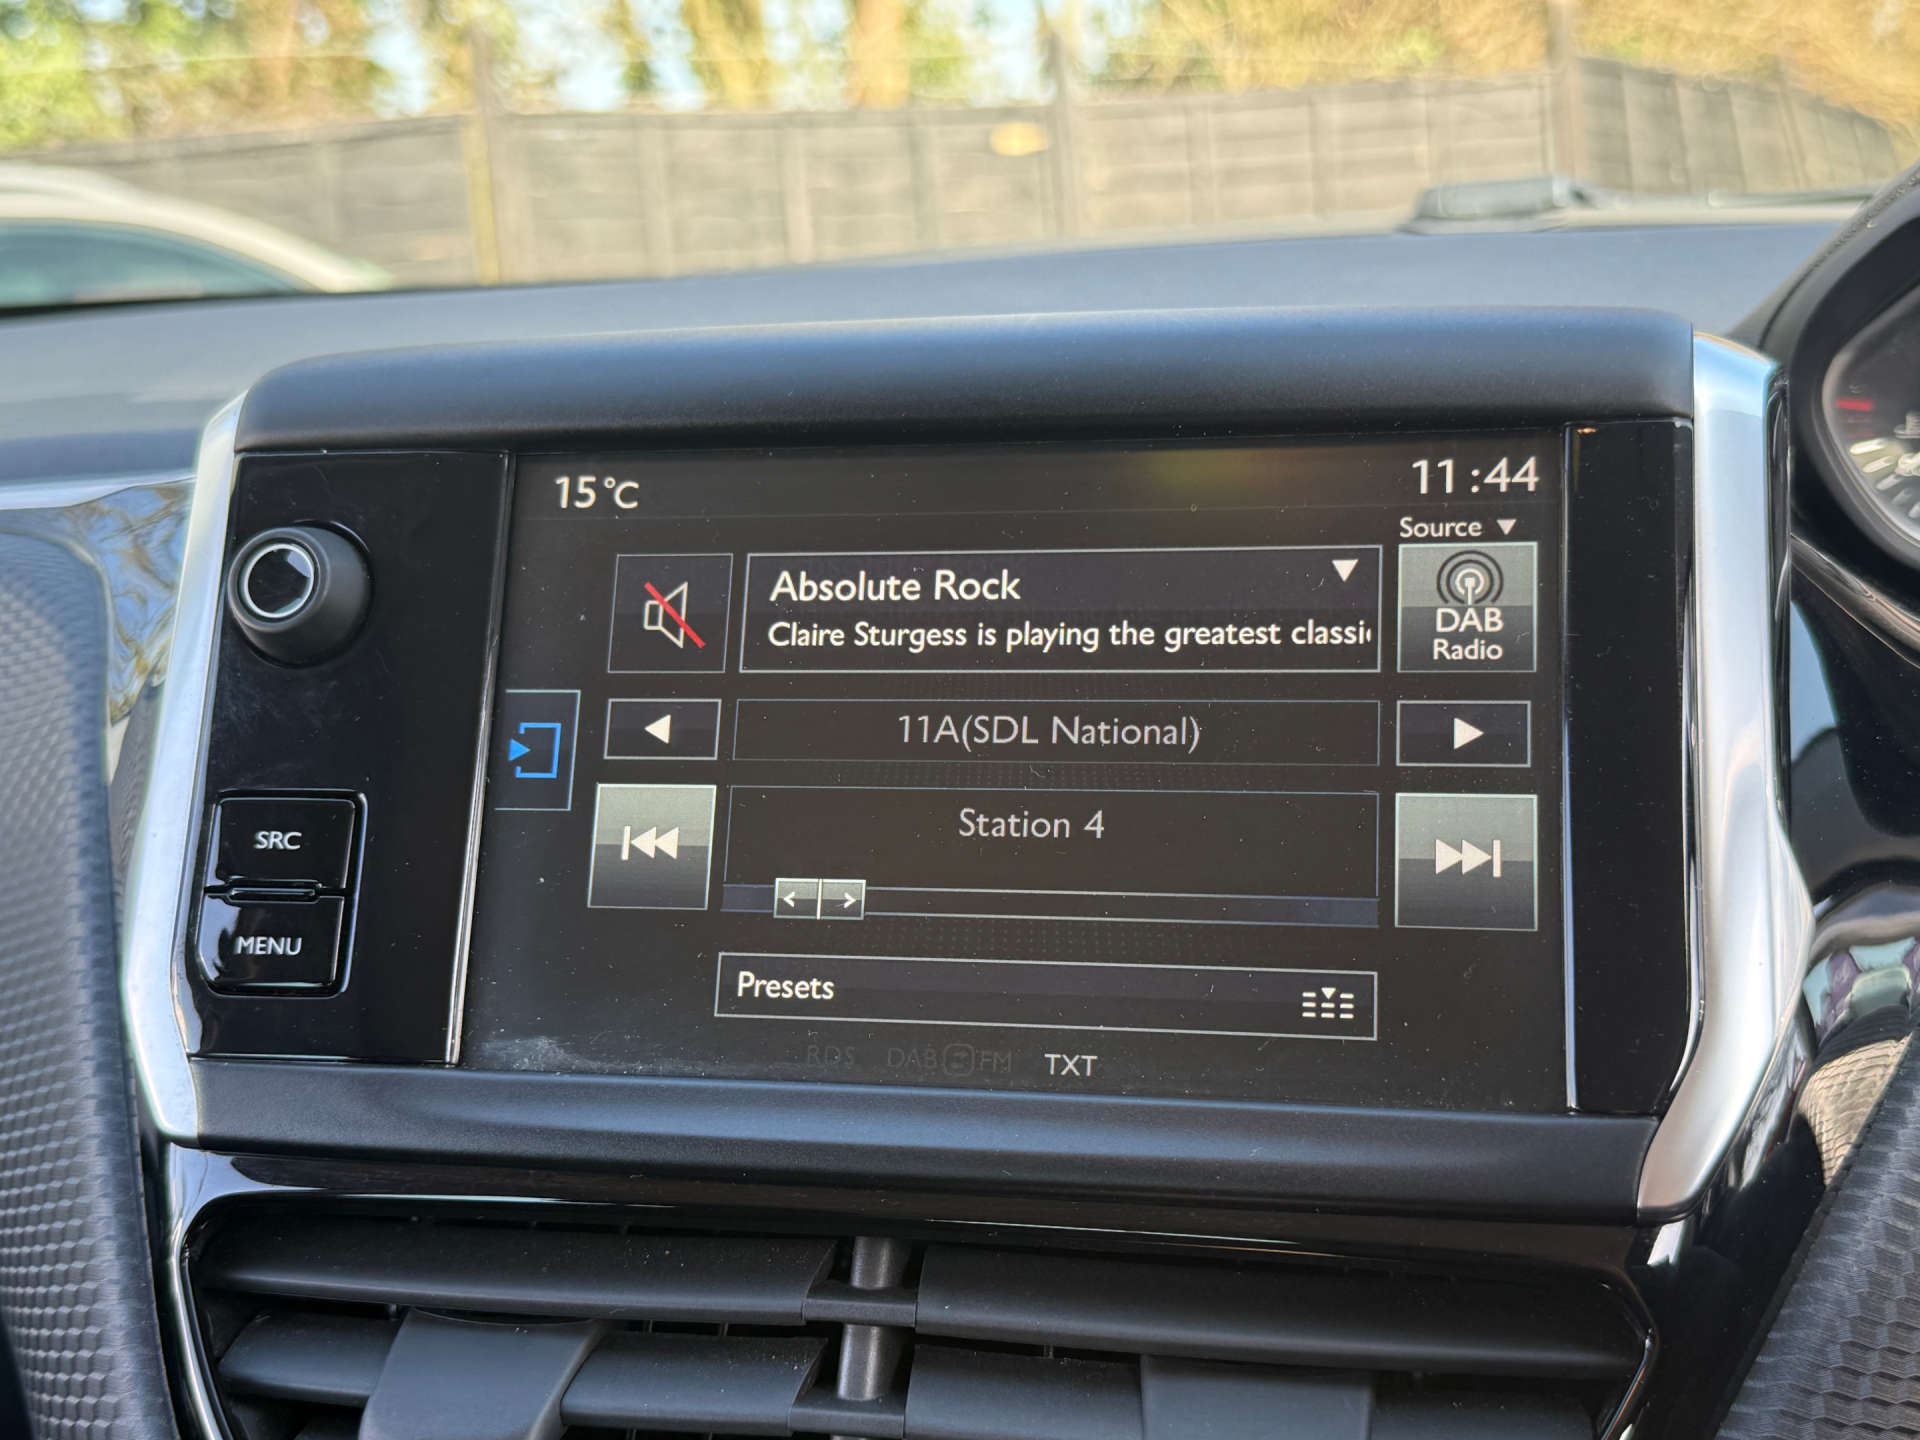 15°C
11:44
Source
Absolute Rock
Claire Sturgess is playing the greatest classi
DAB
Radio
11A(SDL National)
Station 4
SRC
MENU
Presets
RDS DAB FM TXT